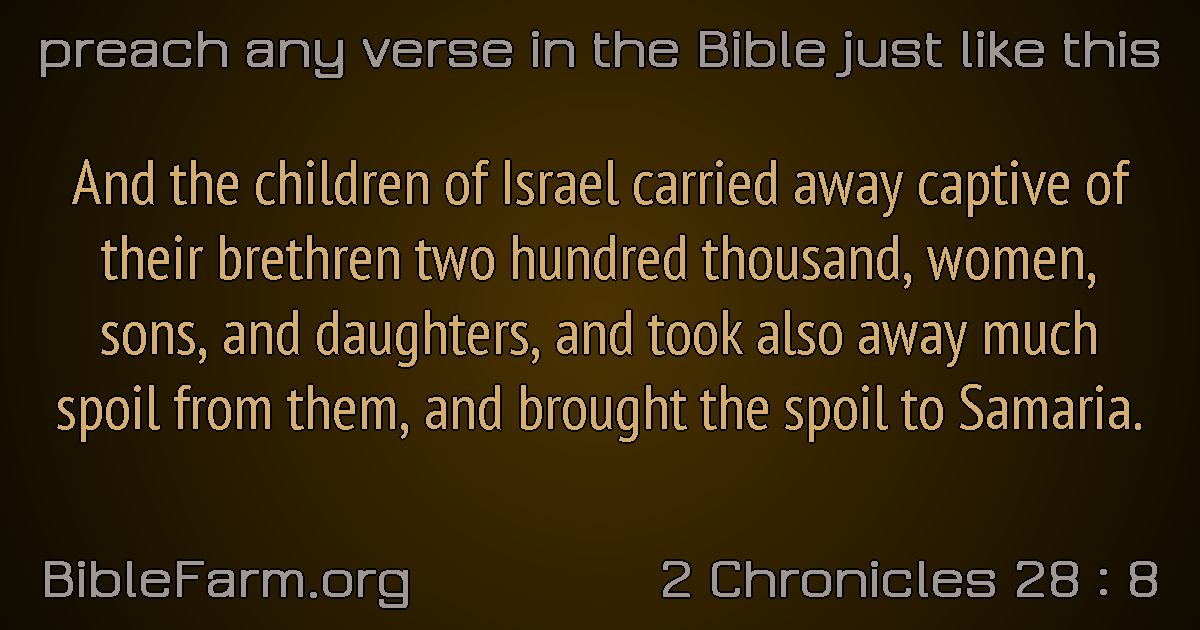 preach any verse in the Bible just like this
And the children of Israel carried away captive of
their brethren two hundred thousand, women,
sons, and daughters, and took also away much
spoil from them, and brought the spoil to Samaria.
BibleFarm.org
2 Chronicles 28 : 8